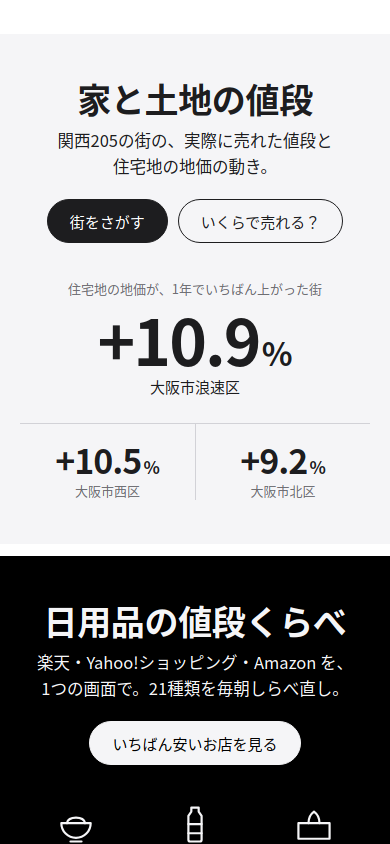 家と土地の値段
関西205の街の、実際に売れた値段と
住宅地の地価の動き。
街をさがす
いくらで売れる？
住宅地の地価が、1年でいちばん上がった街
+10.9%
大阪市浪速区
+10.5%
+9.2%
大阪市西区
大阪市北区
日用品の値段くらべ
楽天・Yahoo!ショッピング・Amazon を、
1つの画面で。21種類を毎朝しらべ直し。
いちばん安いお店を見る